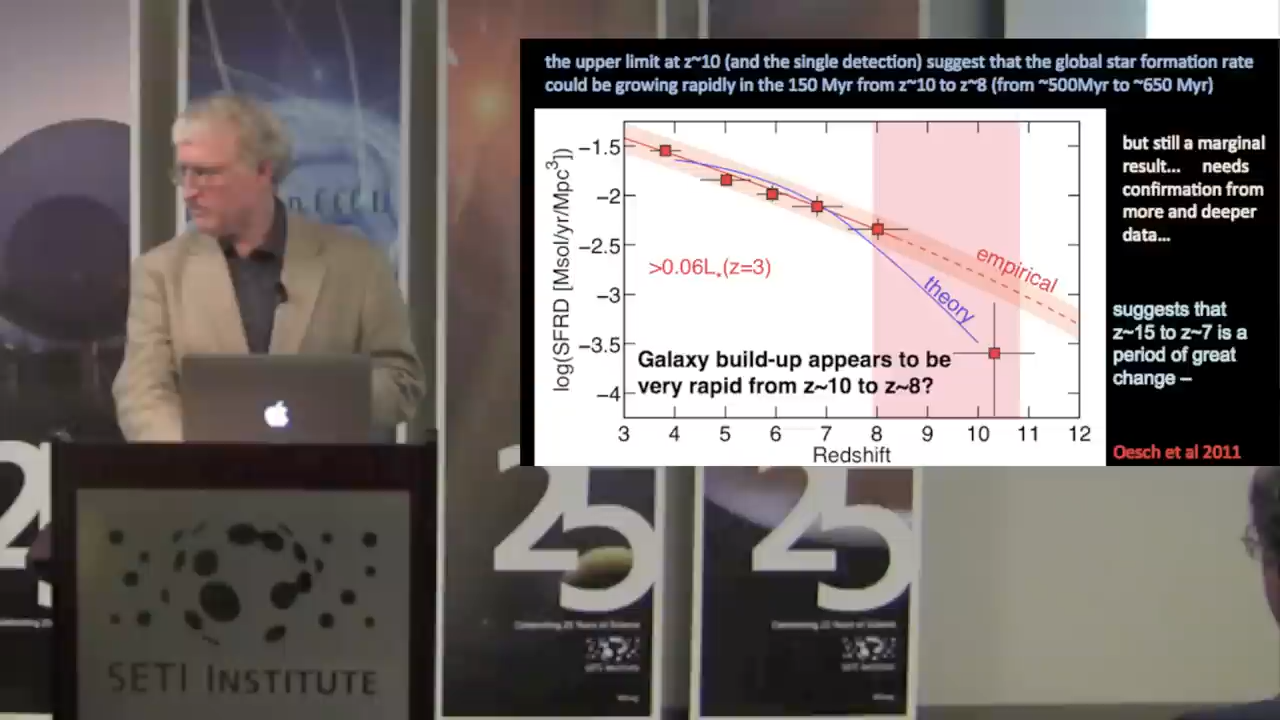 the upper limit at z~10 (and the single detection) suggest that the global star formation rate
could be growing rapidly in the 150 Myr from z~10 to z~8 (from ~500Myr to ~650 Myr)
but still a marginal
result... needs
confirmation from
more and deeper
data...
suggests that
z~15 to z~7 is a
period of great
change –
Oesch et al 2011
log(SFRD [Msol/yr/Mpc³])
−1.5
−2
−2.5
−3
−3.5
−4
>0.06L*(z=3)
empirical
theory
Galaxy build-up appears to be
very rapid from z~10 to z~8?
3 4 5 6 7 8 9 10 11 12
Redshift
25
25
SETI INSTITUTE